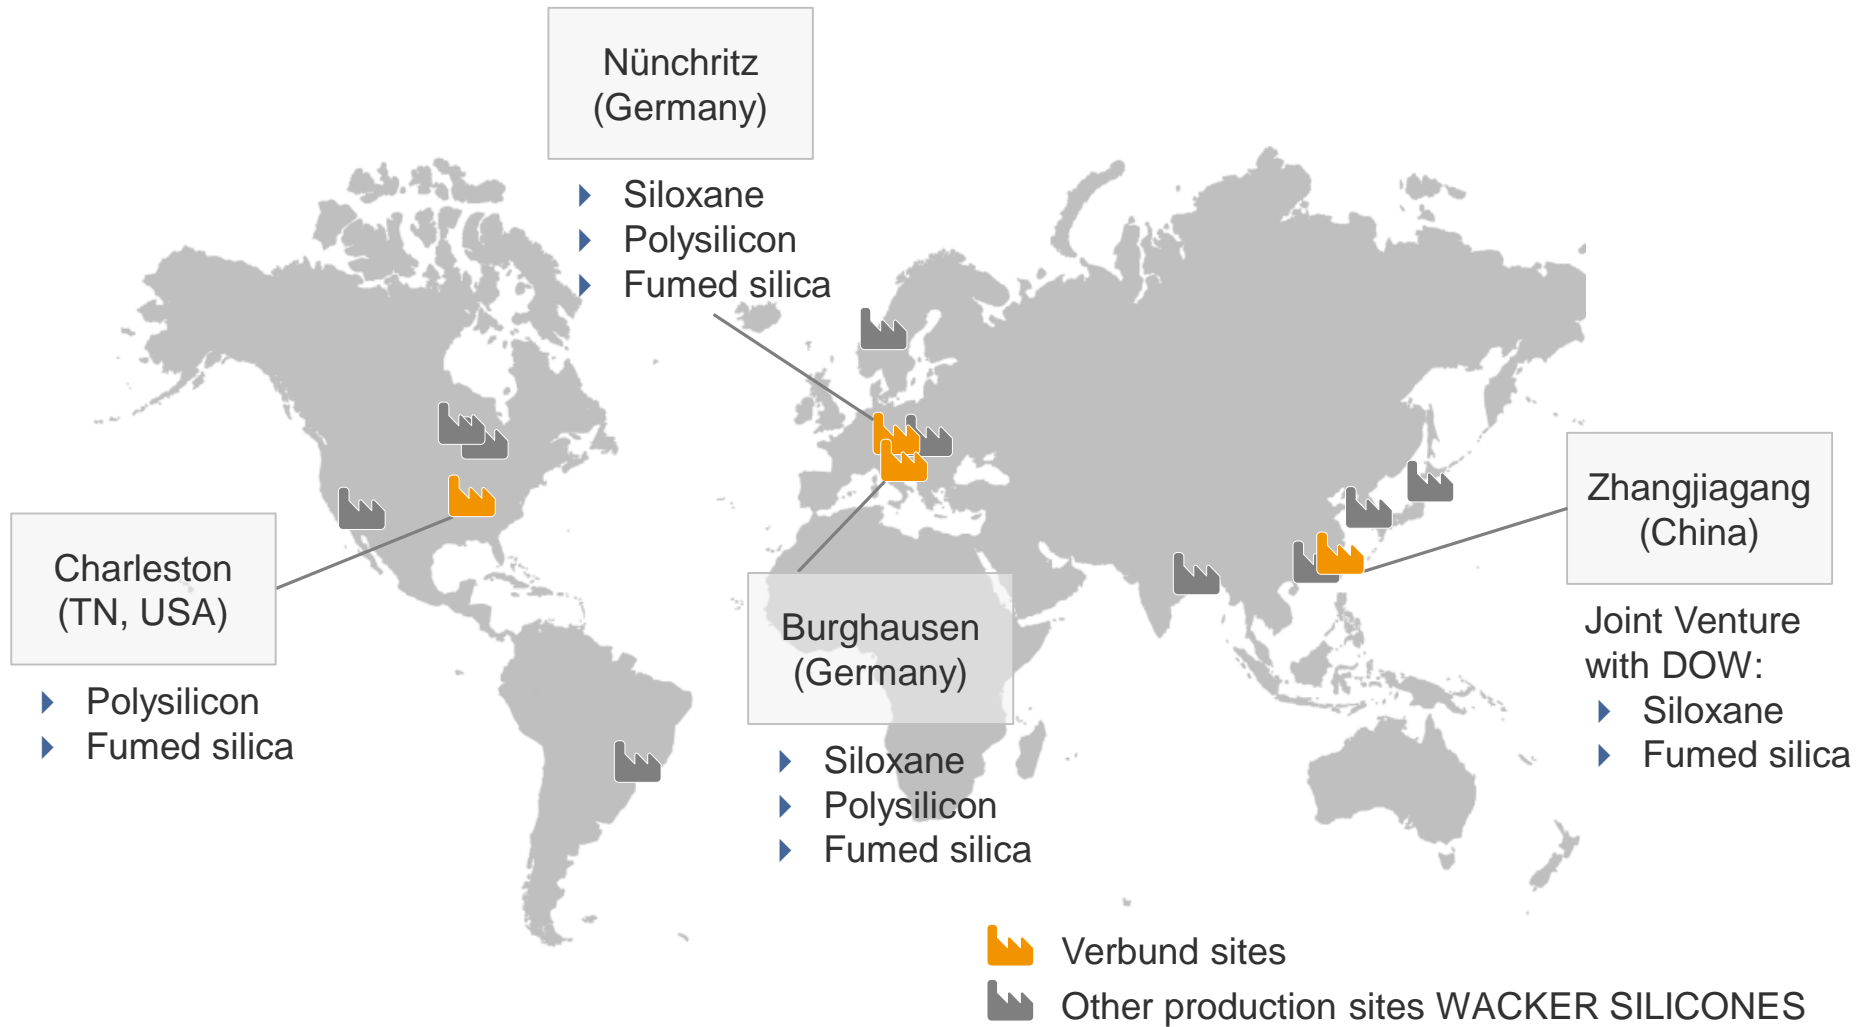 Nünchritz
(Germany)
Siloxane
Polysilicon
Fumed silica
Charleston
(TN, USA)
Polysilicon
Fumed silica
Burghausen
(Germany)
Siloxane
Polysilicon
Fumed silica
Zhangjiagang
(China)
Joint Venture
with DOW:
Siloxane
Fumed silica
Verbund sites
Other production sites WACKER SILICONES